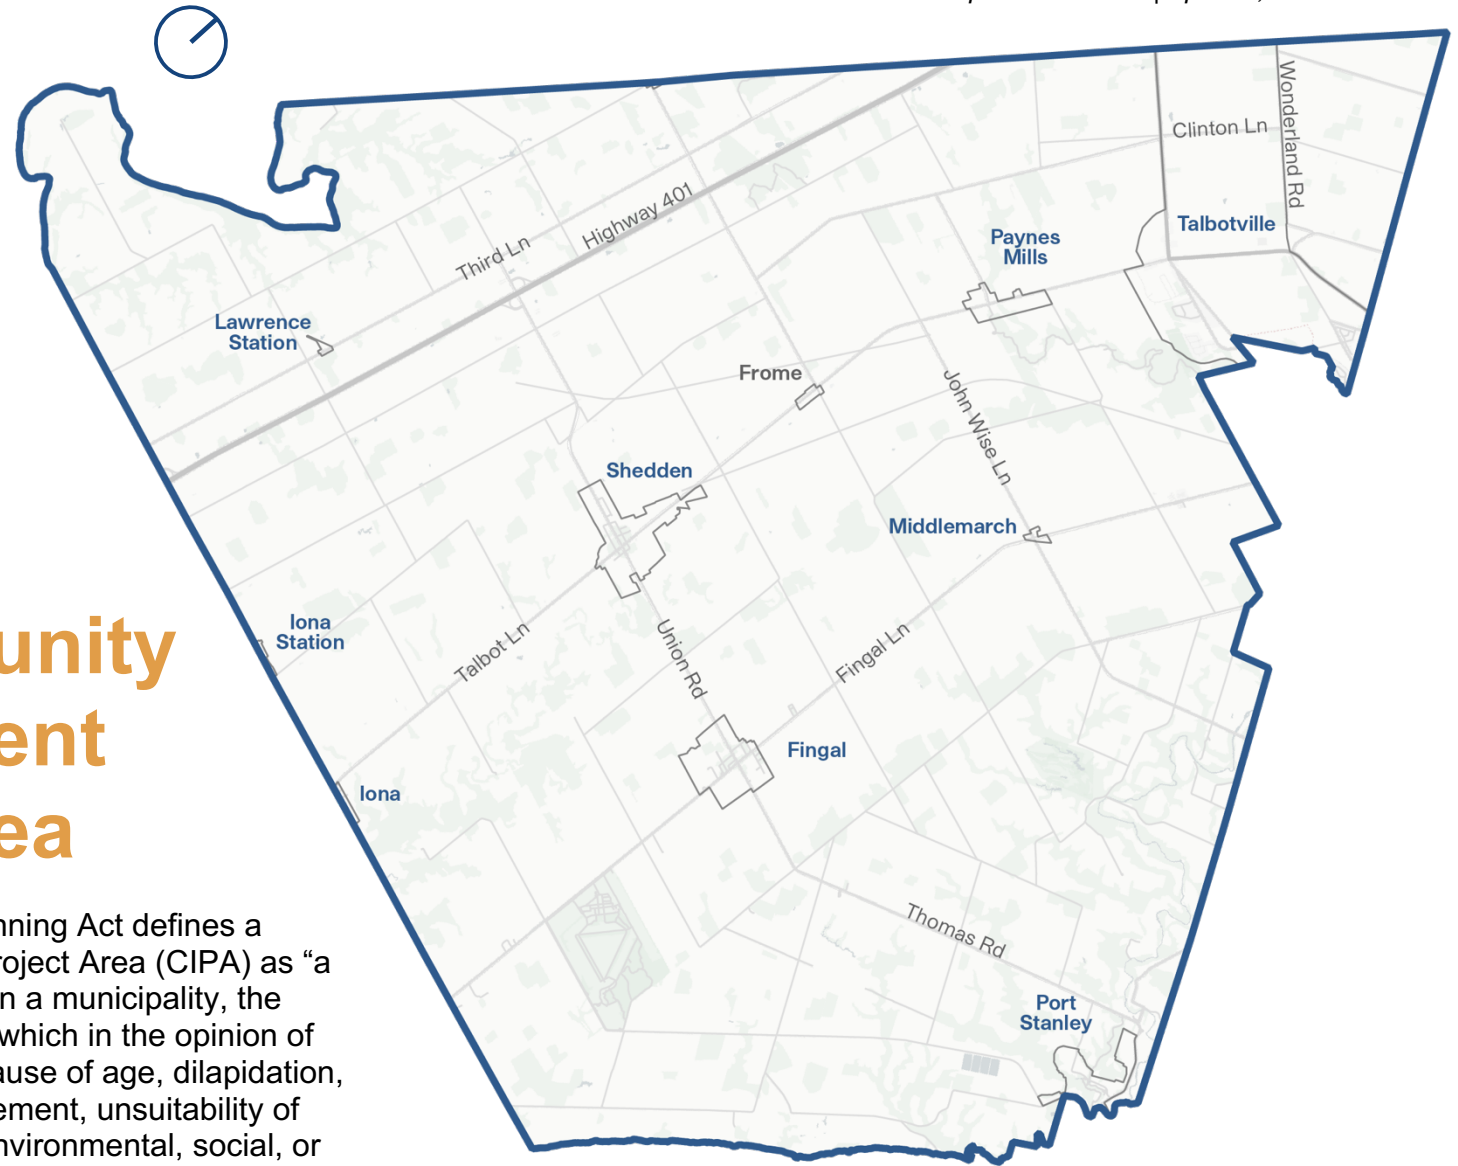 Clinton Ln
Wonderland Rd
Talbotville
Highway 401
Third Ln
Paynes
Mills
Lawrence
Station
Frome
John Wise Ln
Shedden
Middlemarch
Iona
Station
Talbot Ln
Union Rd
Fingal Ln
Fingal
Iona
Thomas Rd
Port
Stanley
unity
ent
ea
nning Act defines a
roject Area (CIPA) as “a
n a municipality, the
which in the opinion of
ause of age, dilapidation,
ement, unsuitability of
nvironmental, social, or